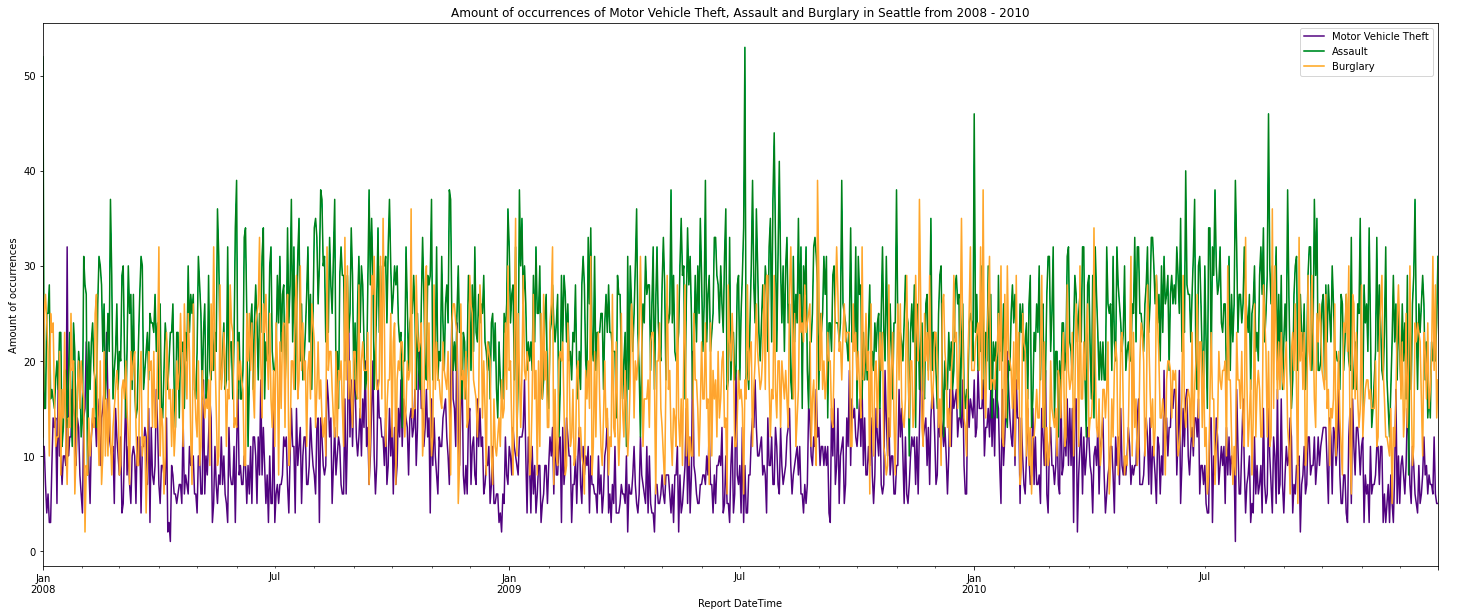 Amount of occurrences of Motor Vehicle Theft, Assault and Burglary in Seattle from 2008 - 2010
Motor Vehicle Theft
Assault
Burglary
Amount of occurrences
50
40
30
20
10
0
Jan
2008
Jul
Jan
2009
Jul
Jan
2010
Jul
Report DateTime